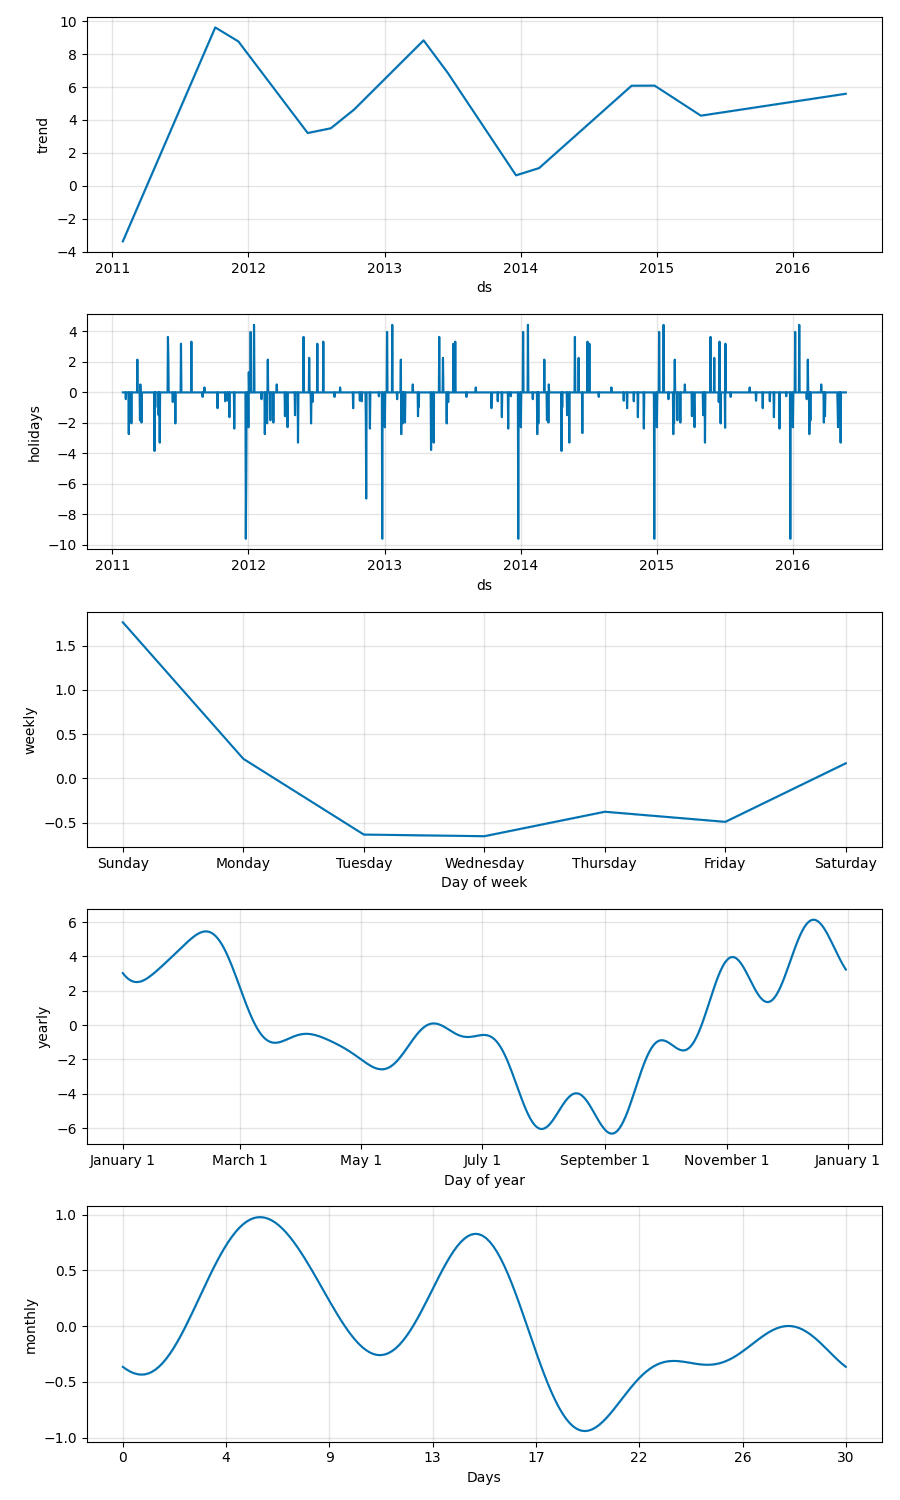 10
8
6
4
2
0
−2
−4
trend
2011 2012 2013 2014 2015 2016
ds
4
2
0
−2
−4
−6
−8
−10
holidays
2011 2012 2013 2014 2015 2016
ds
1.5
1.0
0.5
0.0
−0.5
weekly
Sunday Monday Tuesday Wednesday Thursday Friday Saturday
Day of week
6
4
2
0
−2
−4
−6
yearly
January 1 March 1 May 1 July 1 September 1 November 1 January 1
Day of year
1.0
0.5
0.0
−0.5
−1.0
monthly
0 4 9 13 17 22 26 30
Days